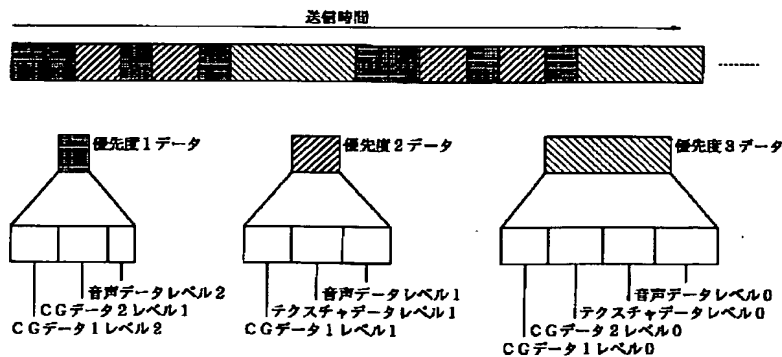 送信時間
優先度1データ
優先度2データ
優先度3データ
音声データレベル2
CGデータ2レベル1
CGデータ1レベル2
音声データレベル1
テクスチャデータレベル1
CGデータ1レベル1
音声データレベル0
テクスチャデータレベル0
CGデータ2レベル0
CGデータ1レベル0